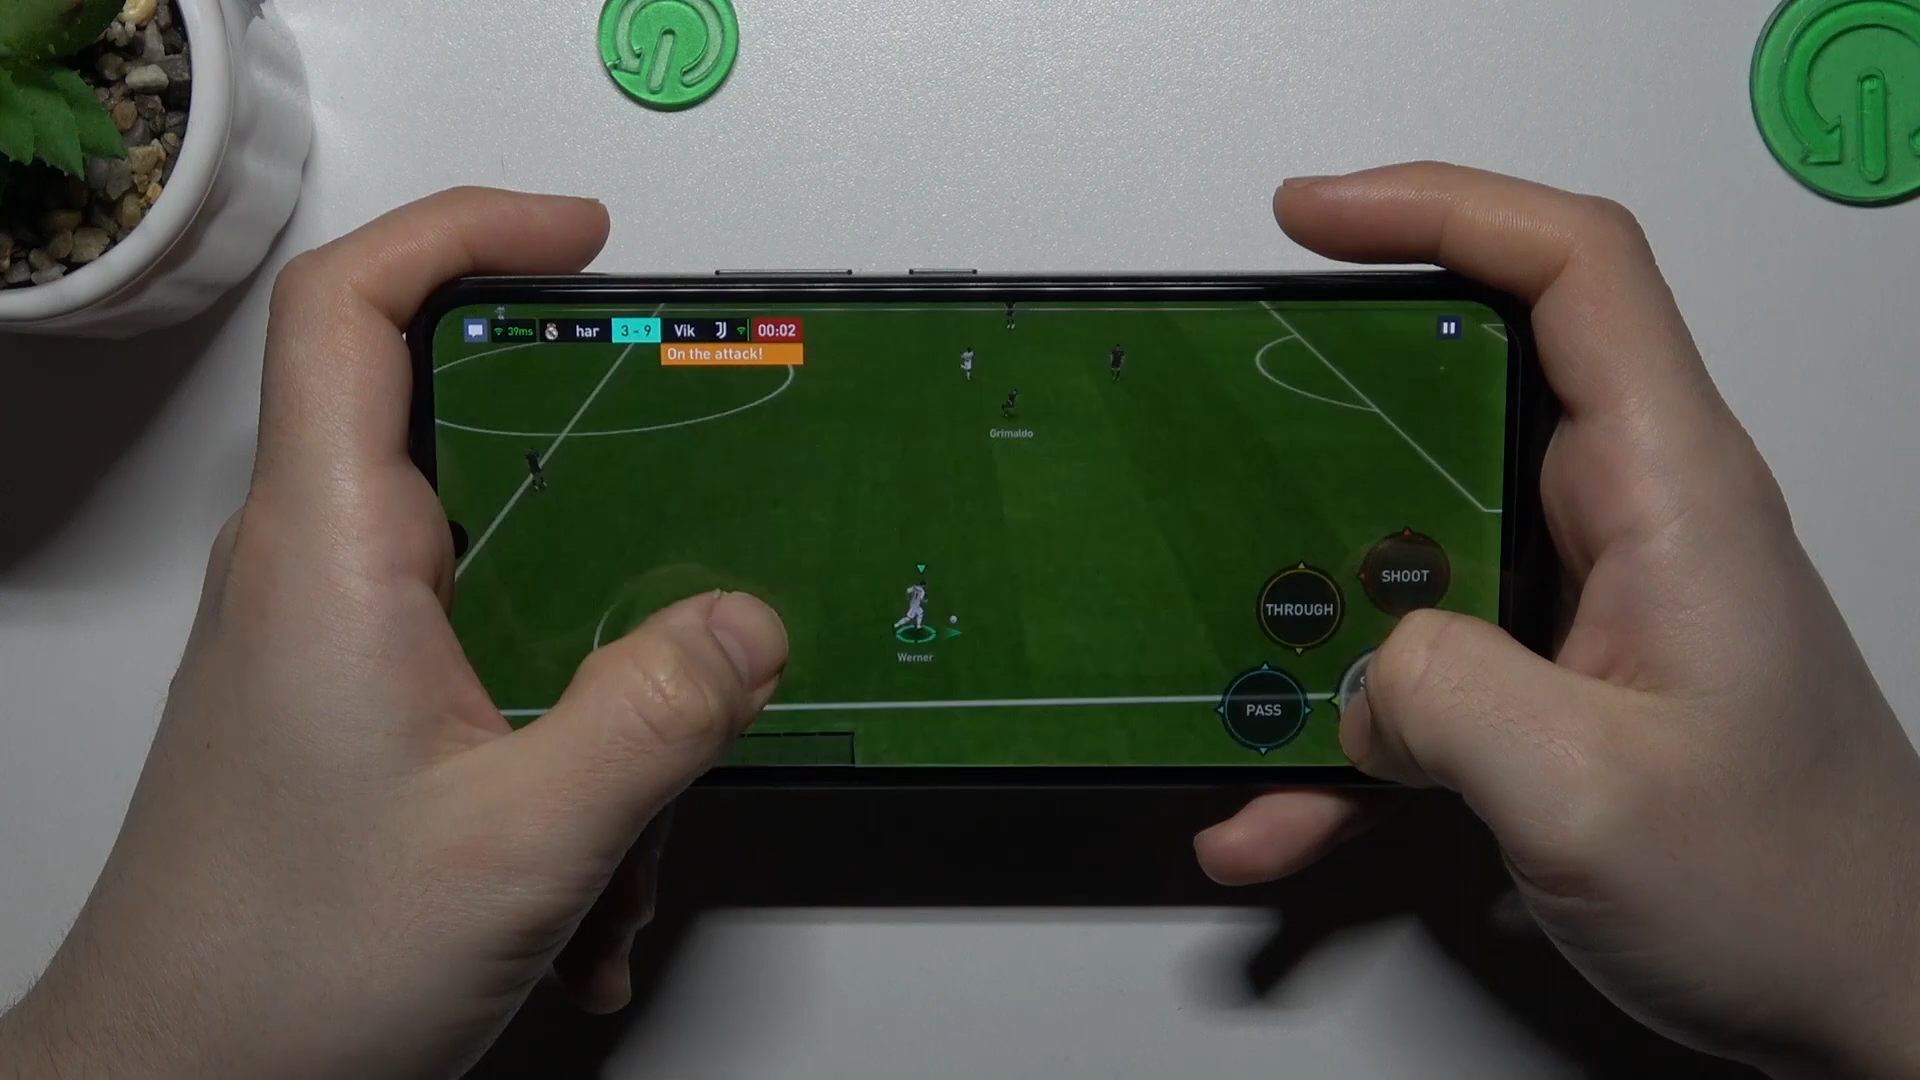 39ms har 3 - 9 Vik 00:02
On the attack!
Grimaldo
SHOOT
THROUGH
Werner
PASS